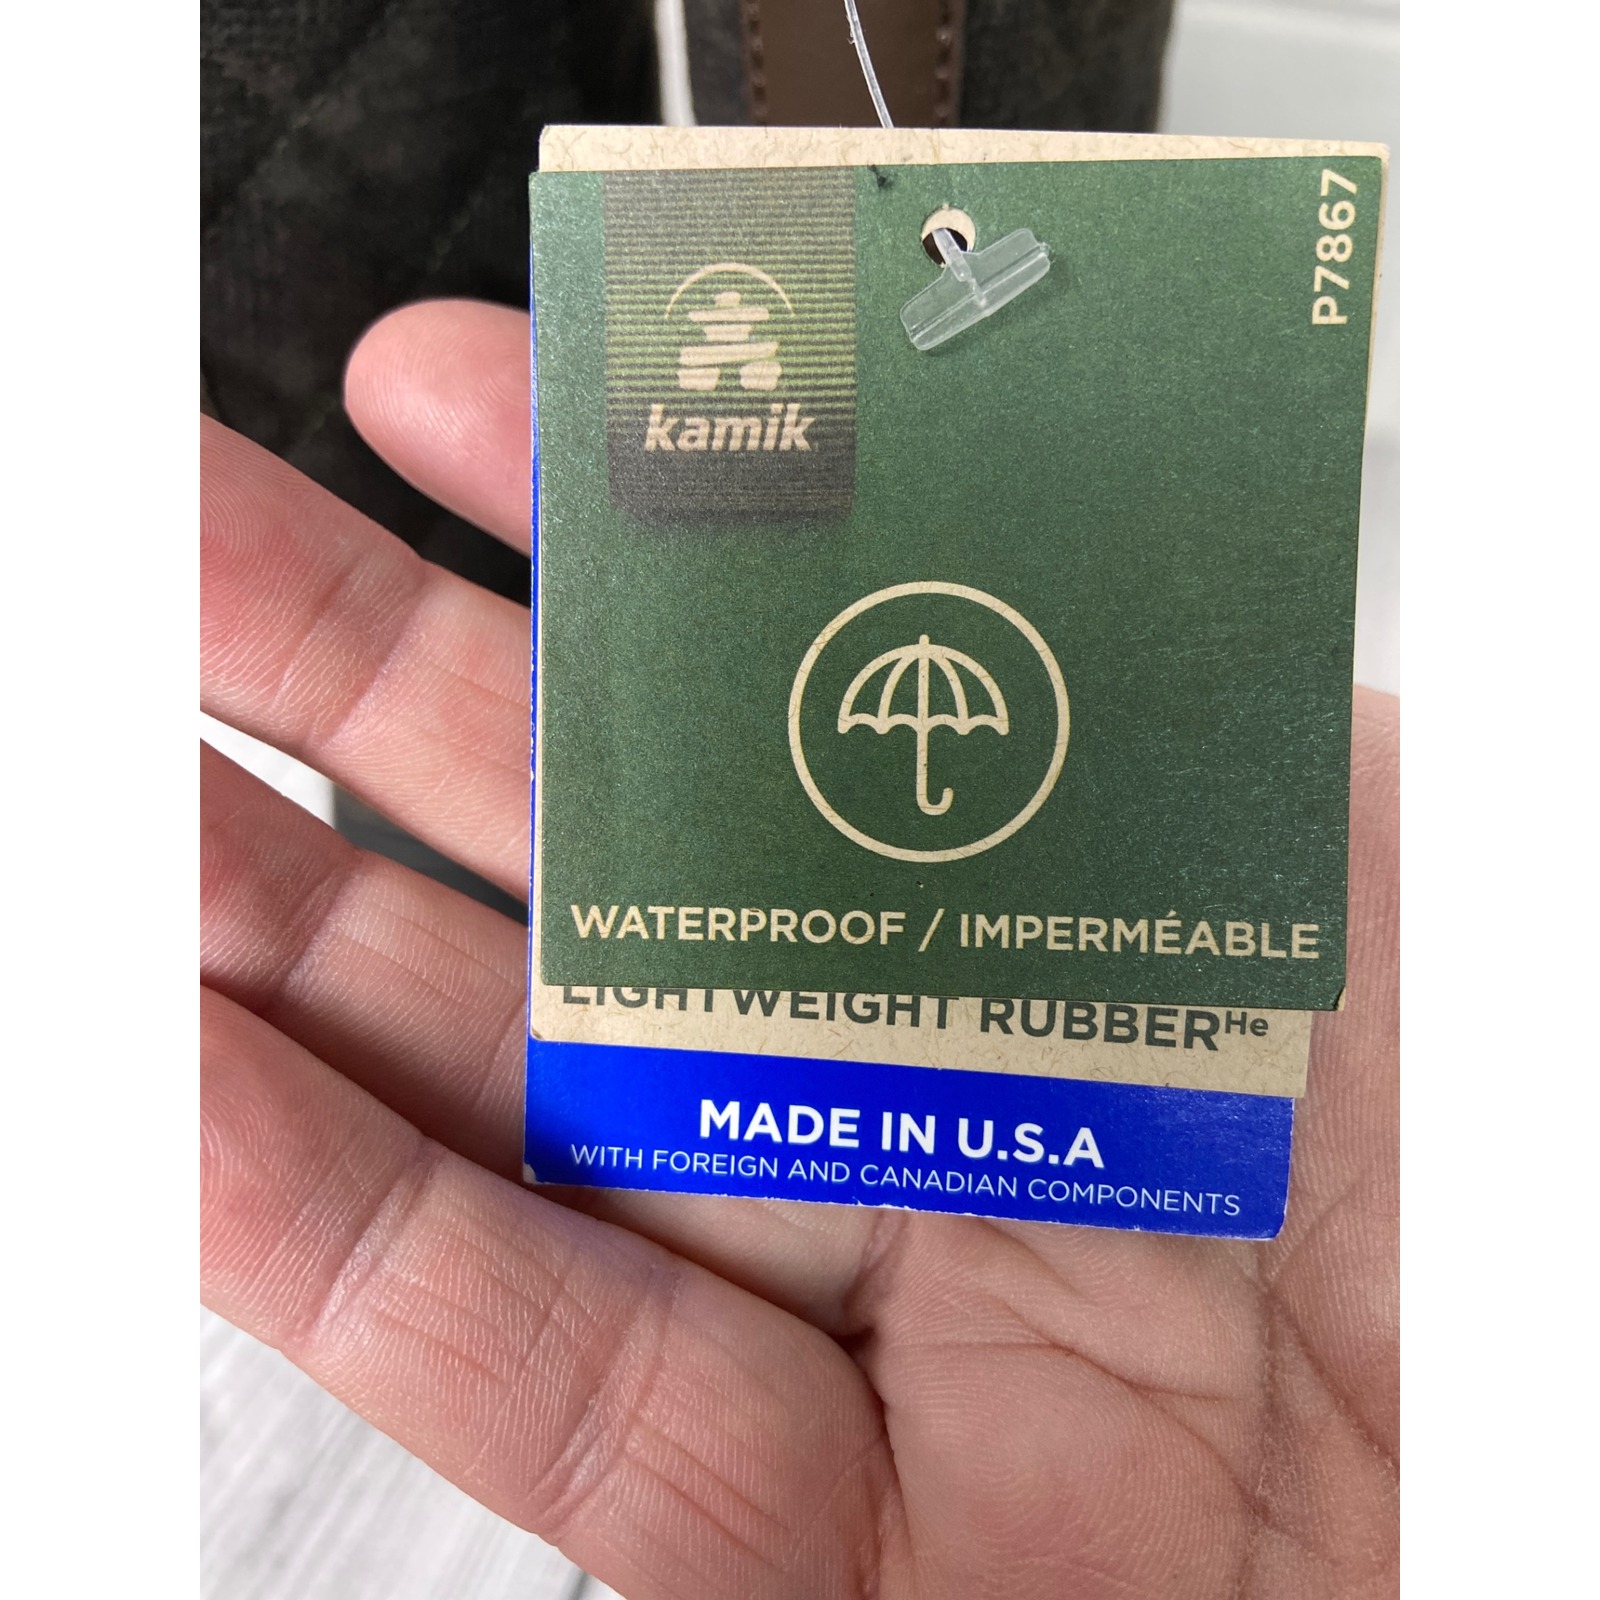 P7867
kamik
WATERPROOF / IMPERMÉABLE
LIGHTWEIGHT RUBBERHe
MADE IN U.S.A
WITH FOREIGN AND CANADIAN COMPONENTS